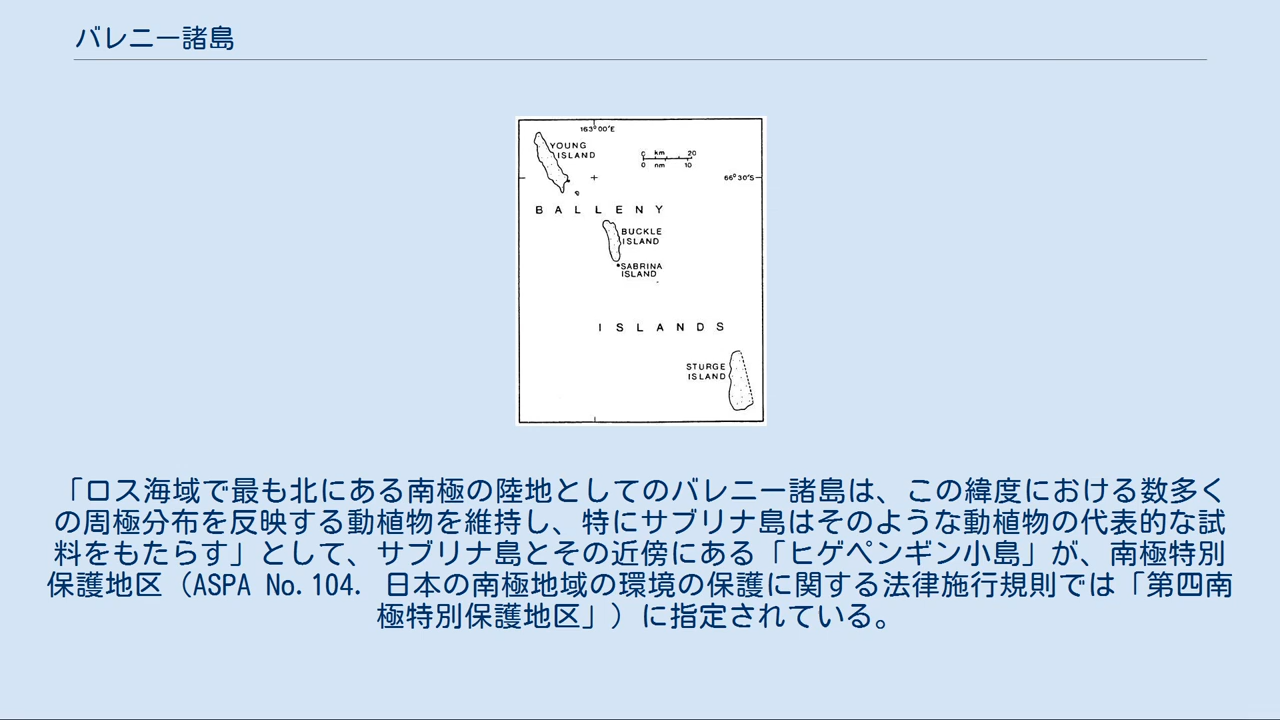 バレニー諸島
163°00'E
YOUNG
ISLAND
0 km 20
0 nm 10
66°30'S
BALLENY
BUCKLE
ISLAND
SABRINA
ISLAND
ISLANDS
STURGE
ISLAND
「ロス海域で最も北にある南極の陸地としてのバレニー諸島は、この緯度における数多く
の周極分布を反映する動植物を維持し、特にサブリナ島はそのような動植物の代表的な試
料をもたらす」として、サブリナ島とその近傍にある「ヒゲペンギン小島」が、南極特別
保護地区（ASPA No.104. 日本の南極地域の環境の保護に関する法律施行規則では「第四南
極特別保護地区」）に指定されている。